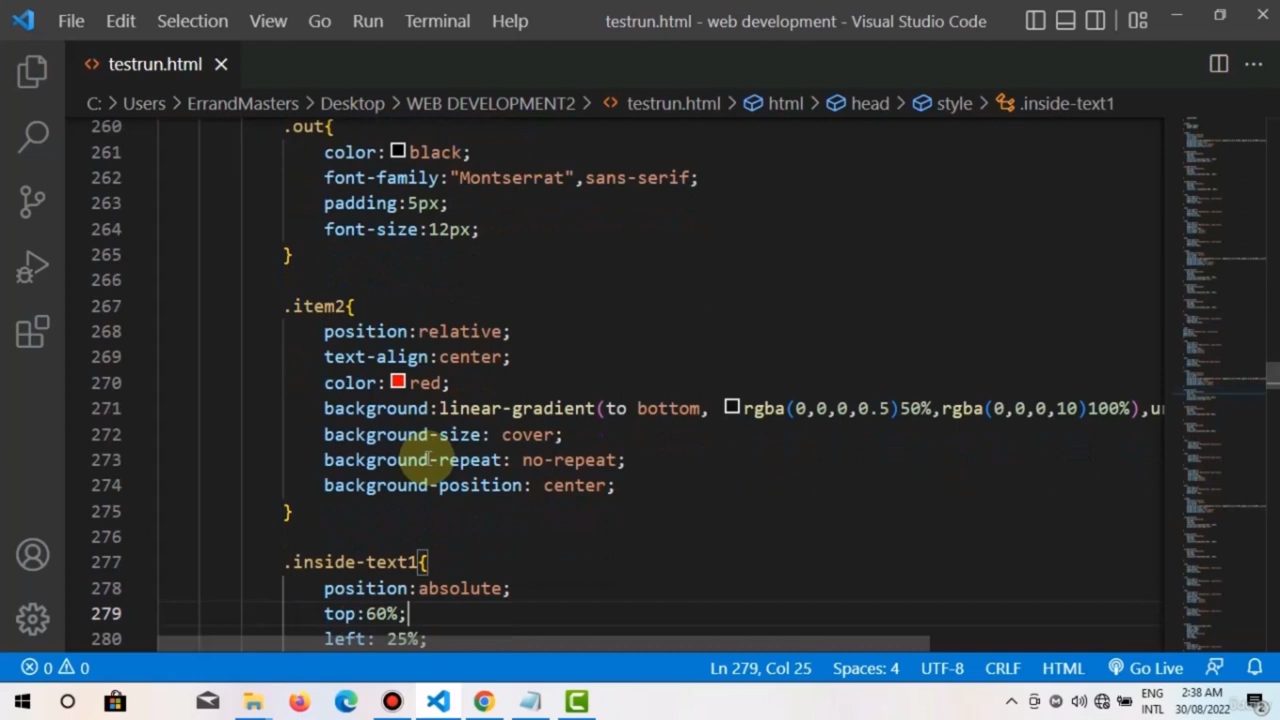 File Edit Selection View Go Run Terminal Help testrun.html - web development - Visual Studio Code
testrun.html
C: > Users > ErrandMasters > Desktop > WEB DEVELOPMENT2 > testrun.html > html > head > style > .inside-text1
260 .out{
261 color: black;
262 font-family:"Montserrat",sans-serif;
263 padding:5px;
264 font-size:12px;
265 }
266
267 .item2{
268 position:relative;
269 text-align:center;
270 color: red;
271 background:linear-gradient(to bottom, rgba(0,0,0,0.5)50%,rgba(0,0,0,10)100%),u
272 background-size: cover;
273 background-repeat: no-repeat;
274 background-position: center;
275 }
276
277 .inside-text1{
278 position:absolute;
279 top:60%;
280 left: 25%;
0 0 Ln 279, Col 25 Spaces: 4 UTF-8 CRLF HTML Go Live
ENG 2:38 AM
INTL 30/08/2022